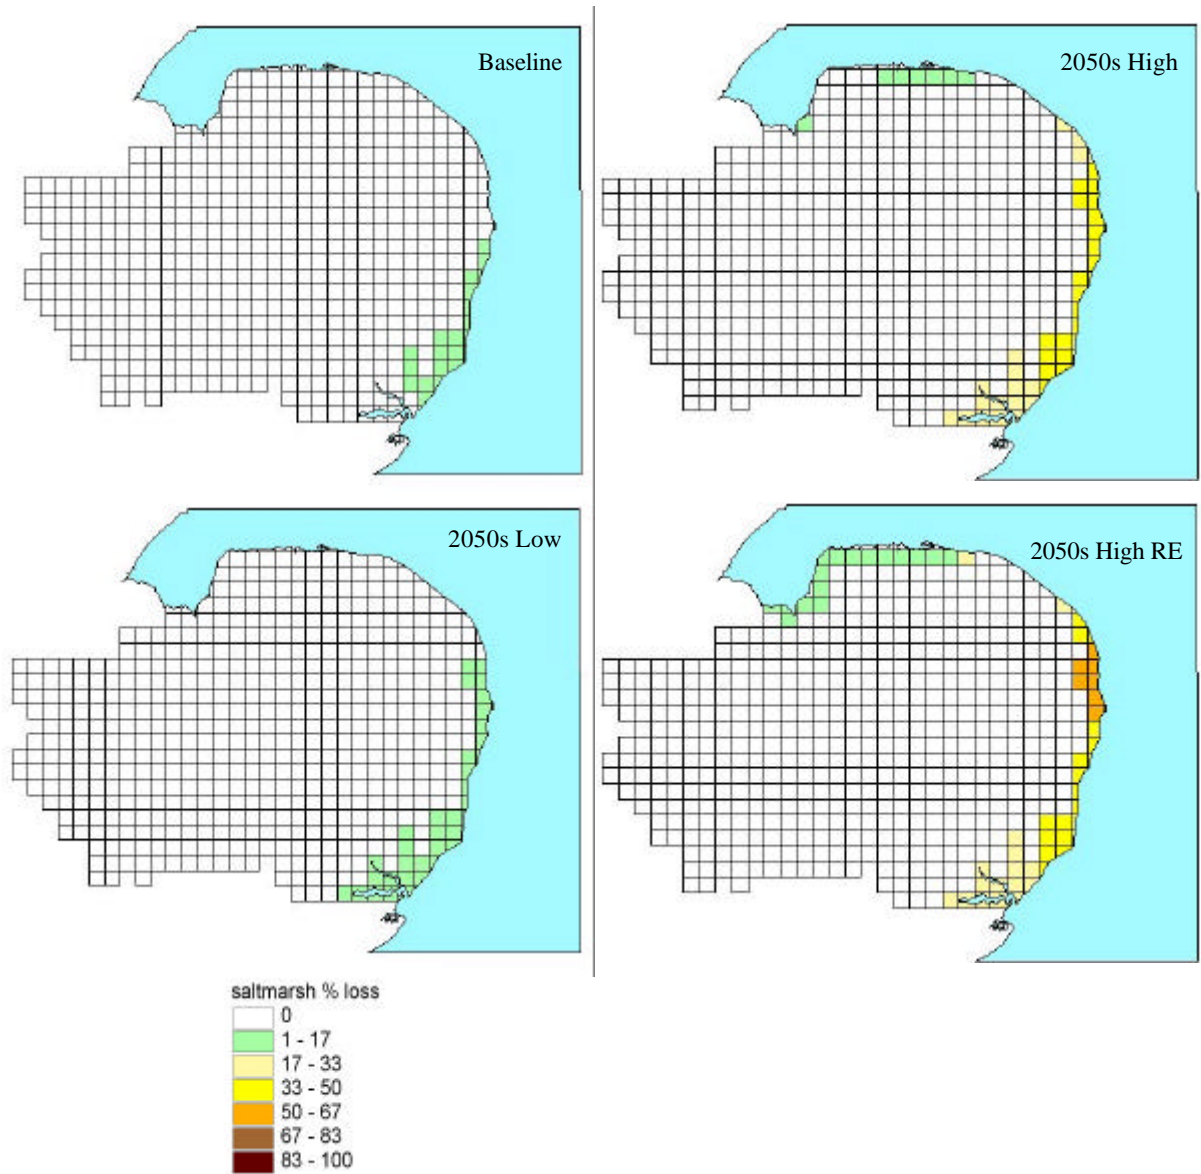 Baseline
2050s High
2050s Low
2050s High RE
saltmarsh % loss
0
1 - 17
17 - 33
33 - 50
50 - 67
67 - 83
83 - 100